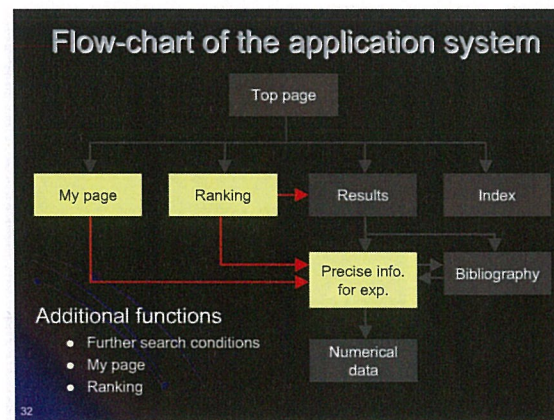 Flow-chart of the application system
Top page
My page
Ranking
Results
Index
Precise info.
for exp.
Bibliography
Numerical
data
Additional functions
● Further search conditions
● My page
● Ranking
32